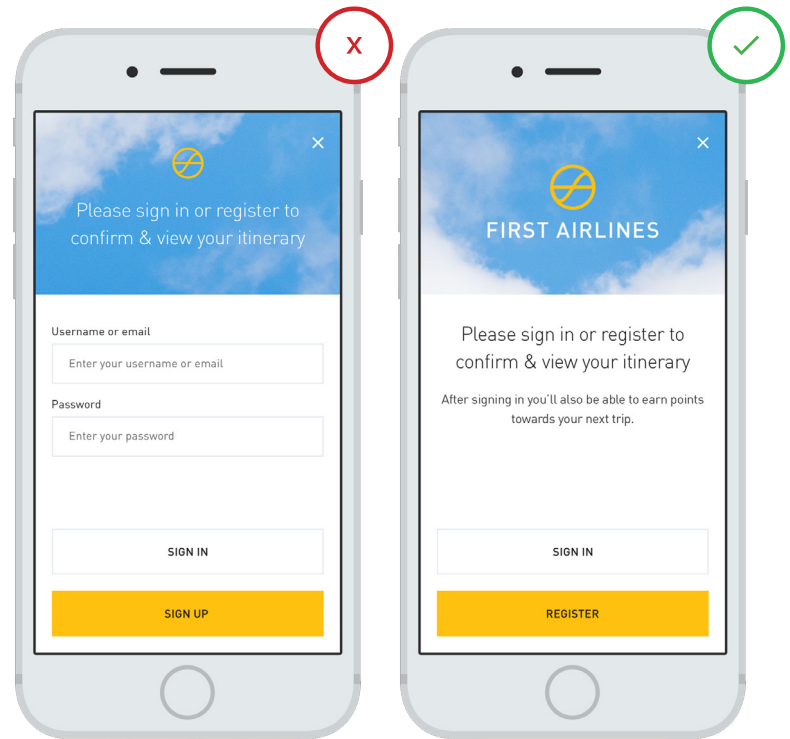 X
Please sign in or register to
confirm & view your itinerary
Username or email
Enter your username or email
Password
Enter your password
SIGN IN
SIGN UP
FIRST AIRLINES
Please sign in or register to
confirm & view your itinerary
After signing in you'll also be able to earn points
towards your next trip.
SIGN IN
REGISTER